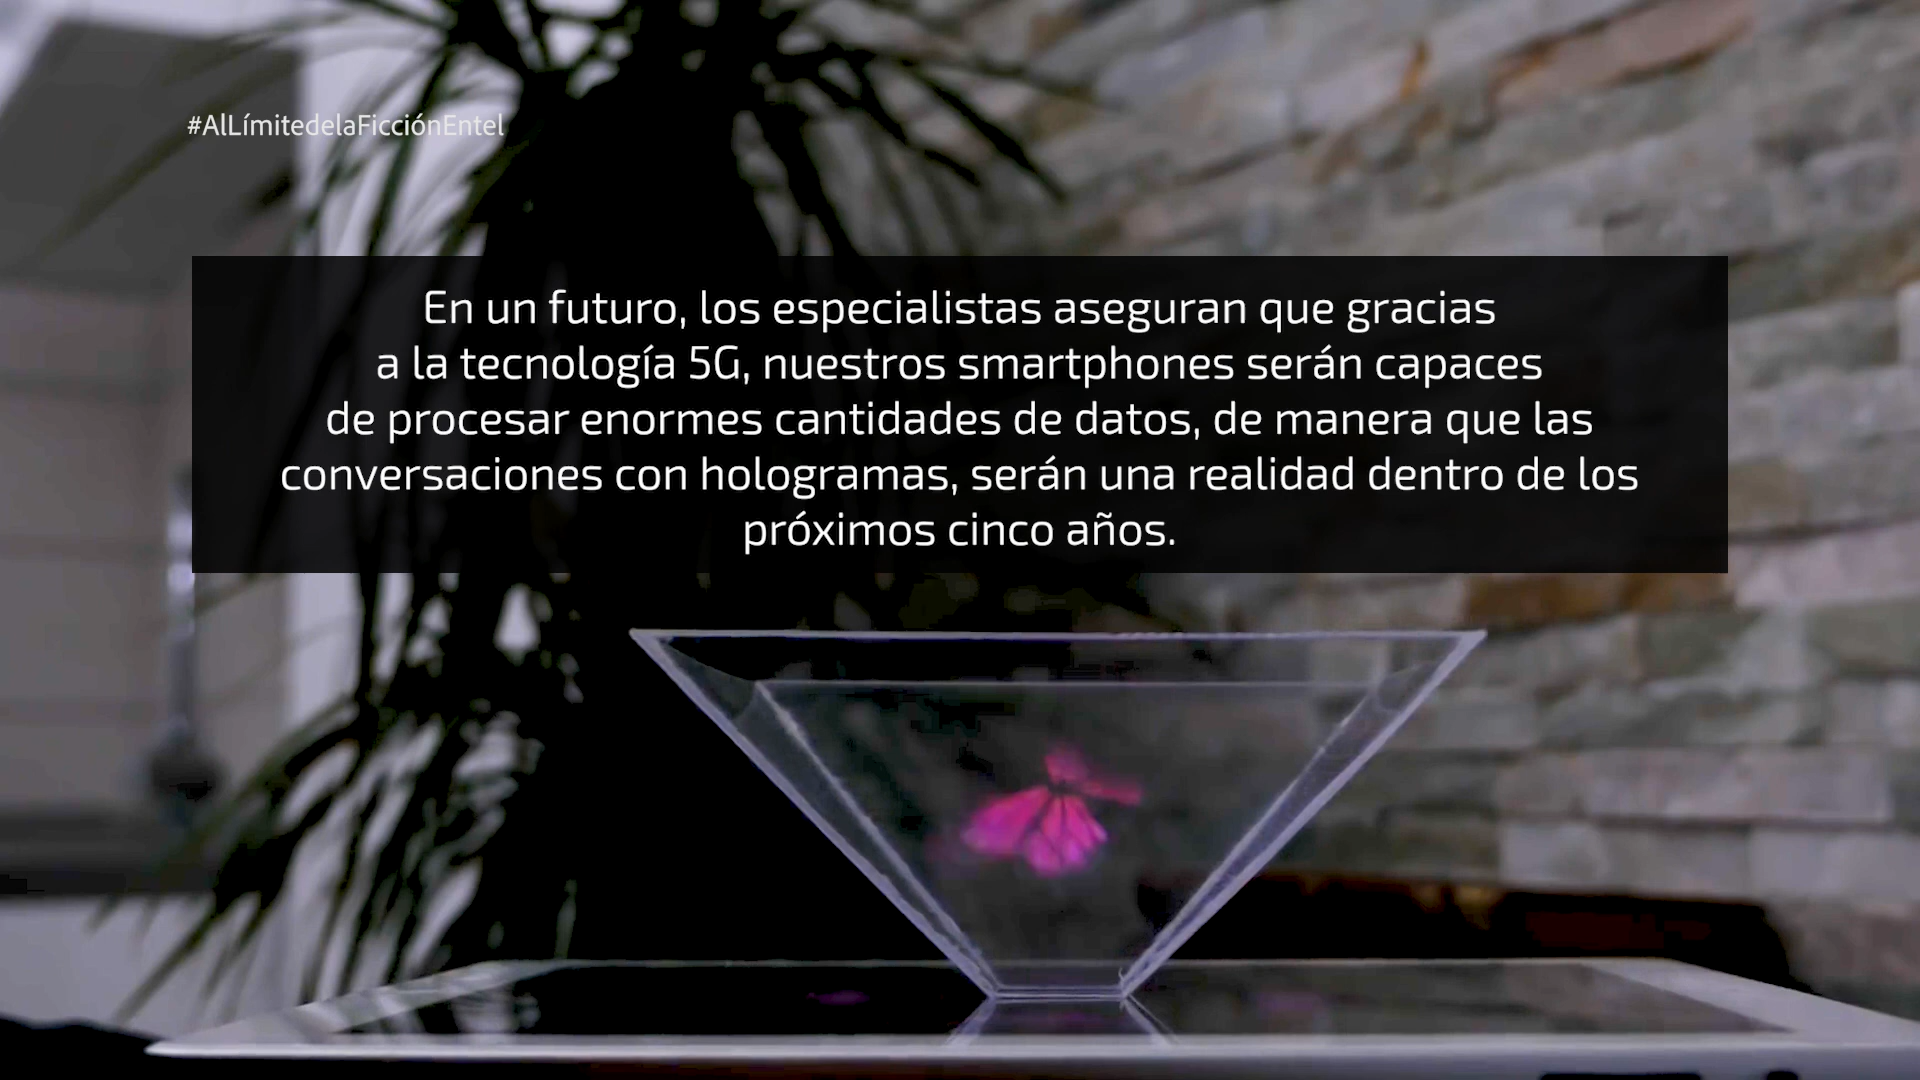 #AlLímitedelaFicciónEntel
En un futuro, los especialistas aseguran que gracias
a la tecnología 5G, nuestros smartphones serán capaces
de procesar enormes cantidades de datos, de manera que las
conversaciones con hologramas, serán una realidad dentro de los
próximos cinco años.